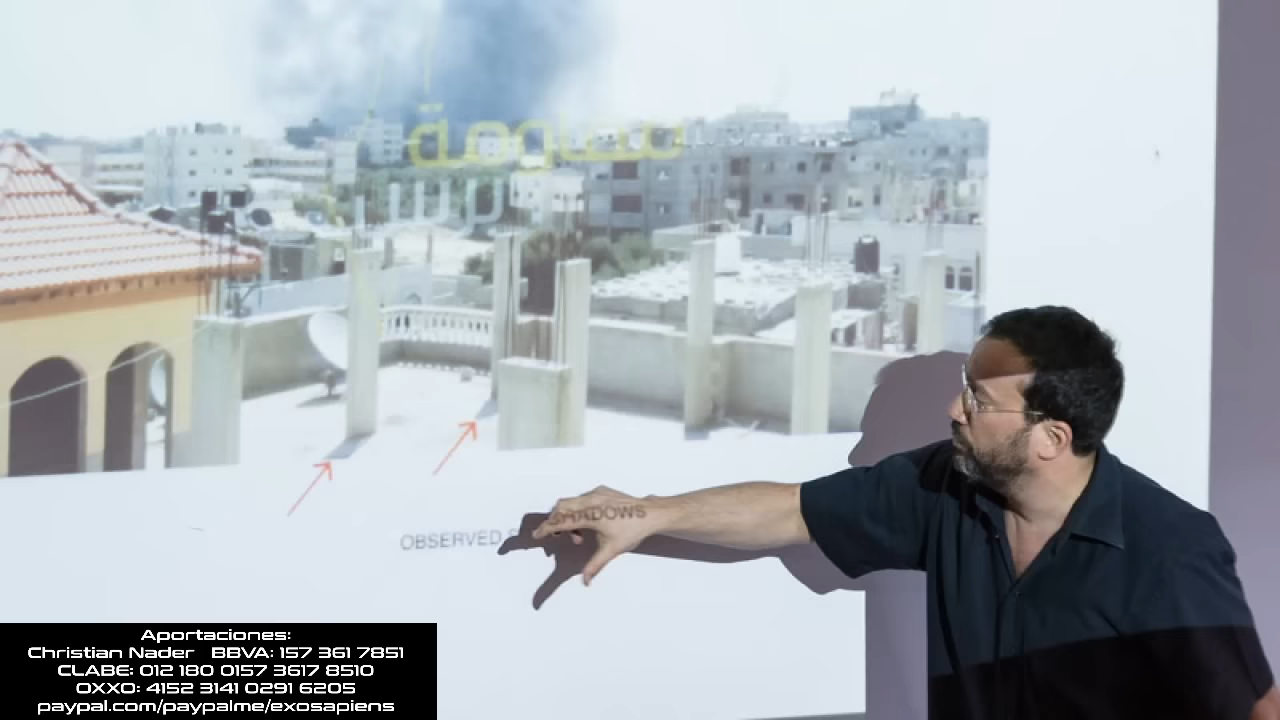 OBSERVED SHADOWS
Aportaciones:
Christian Nader BBVA: 157 361 7851
CLABE: 012 180 0157 3617 8510
OXXO: 4152 3141 0291 6205
paypal.com/paypalme/exosapiens